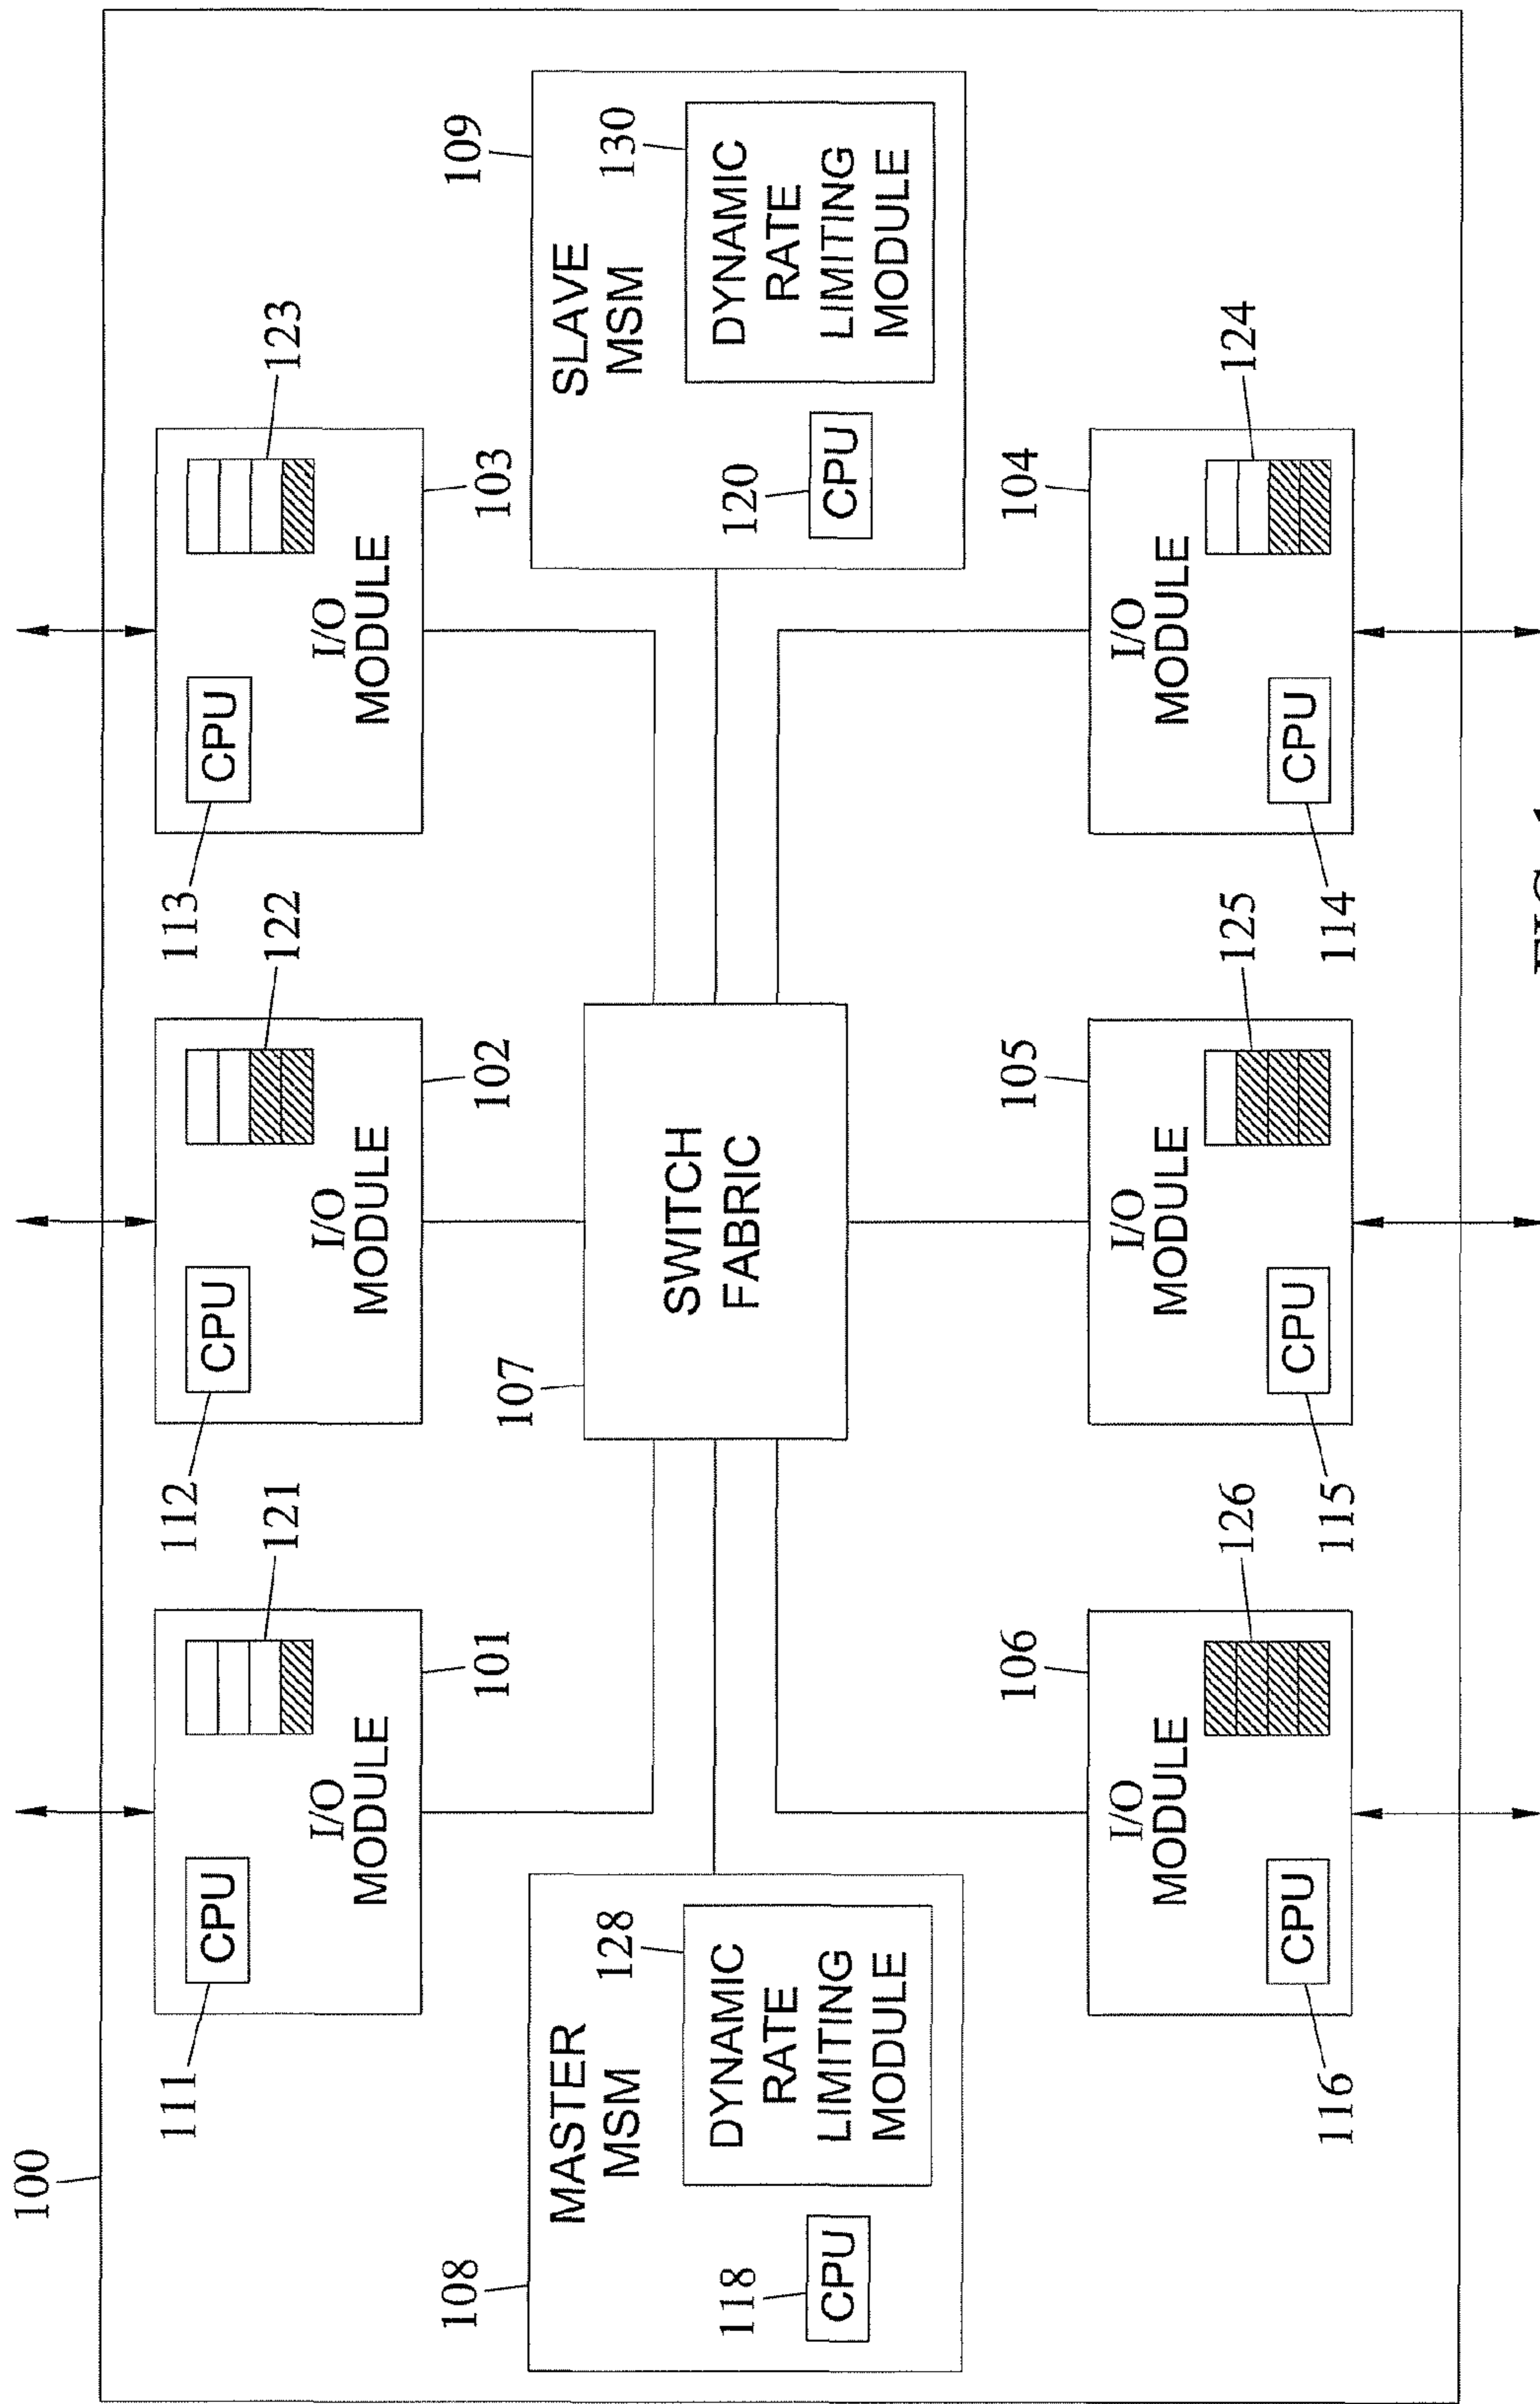 100
111
112
113
CPU
CPU
CPU
121
122
123
I/O
MODULE
I/O
MODULE
I/O
MODULE
101
102
103
108
107
109
MASTER
MSM
SLAVE
MSM
128
130
DYNAMIC
RATE
LIMITING
MODULE
SWITCH
FABRIC
DYNAMIC
RATE
LIMITING
MODULE
118
CPU
120
CPU
106
105
104
I/O
MODULE
I/O
MODULE
I/O
MODULE
126
125
124
CPU
CPU
CPU
116
115
114
FIG. 1